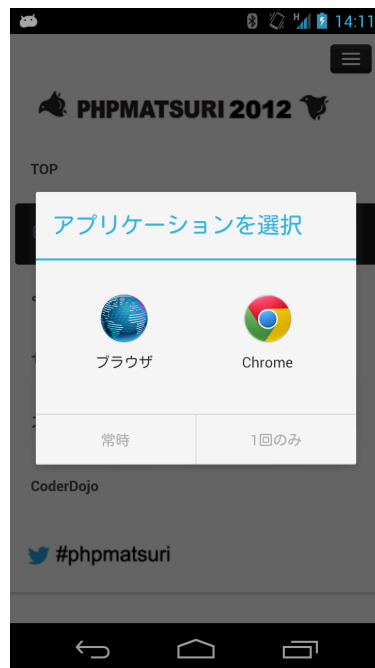 H 14:11
PHPMATSURI 2012
TOP
アプリケーションを選択
ブラウザ
Chrome
常時
1回のみ
CoderDojo
#phpmatsuri